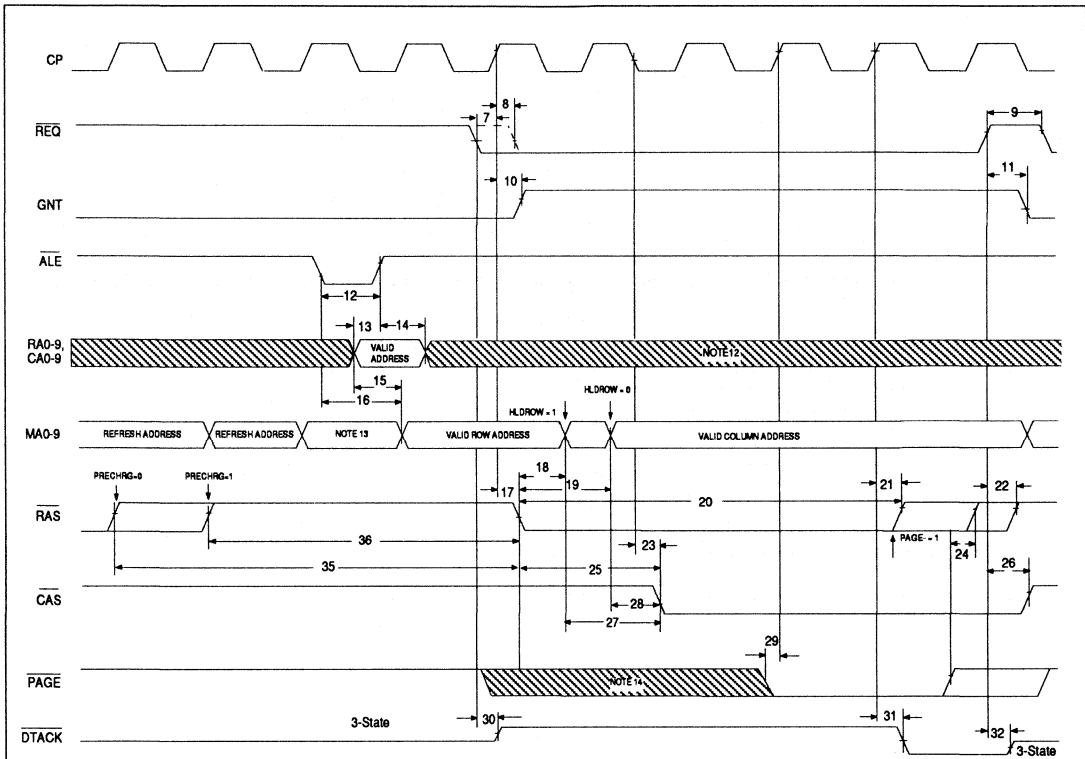 CP
8
7
REQ
9
10
11
GNT
ALE
12
13
14
RA0-9,
CA0-9
VALID
ADDRESS
NOTE 12
15
16
HLDROW = 1
HLDROW = 0
MA0-9
REFRESH ADDRESS
REFRESH ADDRESS
NOTE 13
VALID ROW ADDRESS
VALID COLUMN ADDRESS
PRECHRG=0
PRECHRG=1
18
17
19
20
21
22
RAS
PAGE- = 1
36
23
24
35
25
26
CAS
28
27
29
PAGE
NOTE 14
3-State
30
31
32
DTACK
3-State